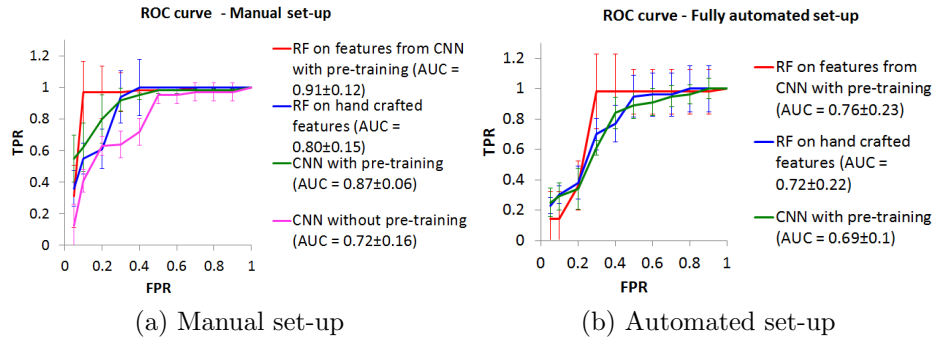 ROC curve - Manual set-up
1.2
1
0.8
0.6
0.4
0.2
0
TPR
0
0.2
0.4
0.6
0.8
1
FPR
RF on features from CNN
with pre-training (AUC =
0.91±0.12)
RF on hand crafted
features (AUC =
0.80±0.15)
CNN with pre-training
(AUC = 0.87±0.06)
CNN without pre-training
(AUC = 0.72±0.16)
(a) Manual set-up
ROC curve - Fully automated set-up
1.2
1
0.8
0.6
0.4
0.2
0
TPR
0
0.2
0.4
0.6
0.8
1
FPR
RF on features from
CNN with pre-training
(AUC = 0.76±0.23)
RF on hand crafted
features (AUC =
0.72±0.22)
CNN with pre-training
(AUC = 0.69±0.1)
(b) Automated set-up